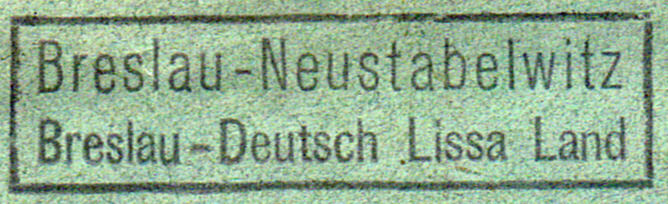 Breslau-Neustabelwitz
Breslau-Deutsch Lissa Land